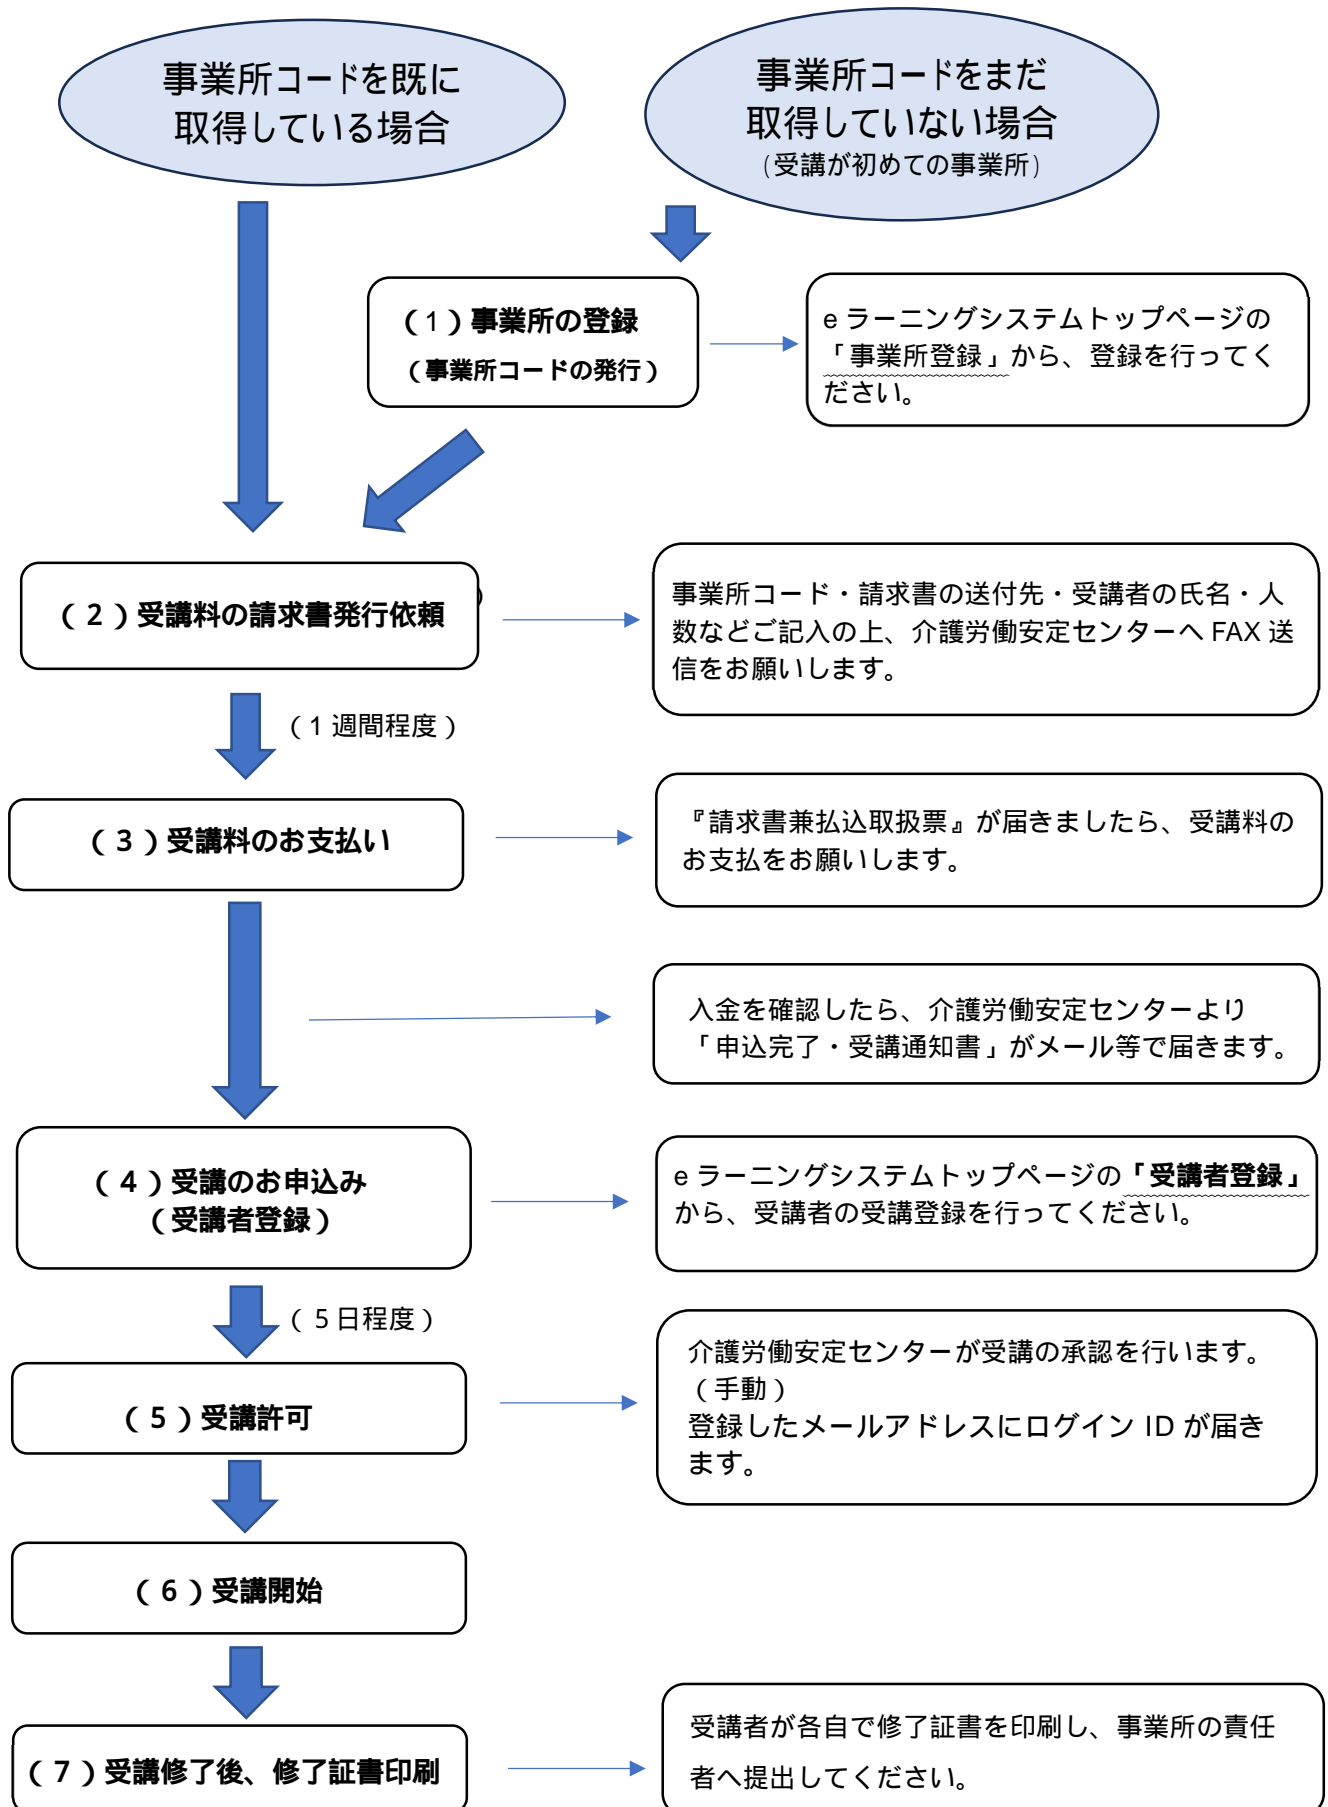 事業所コードを既に
取得している場合
事業所コードをまだ
取得していない場合
(受講が初めての事業所)
(1)事業所の登録
(事業所コードの発行)
e ラーニングシステムトップページの
「事業所登録」から、登録を行ってく
ださい。
(2)受講料の請求書発行依頼
事業所コード・請求書の送付先・受講者の氏名・人
数などご記入の上、介護労働安定センターへ FAX 送
信をお願いします。
(1 週間程度)
(3)受講料のお支払い
『請求書兼払込取扱票』が届きましたら、受講料の
お支払をお願いします。
入金を確認したら、介護労働安定センターより
「申込完了・受講通知書」がメール等で届きます。
(4)受講のお申込み
(受講者登録)
e ラーニングシステムトップページの「受講者登録」
から、受講者の受講登録を行ってください。
(5日程度)
(5)受講許可
介護労働安定センターが受講の承認を行います。
(手動)
登録したメールアドレスにログイン ID が届き
ます。
(6)受講開始
(7)受講修了後、修了証書印刷
受講者が各自で修了証書を印刷し、事業所の責任
者へ提出してください。